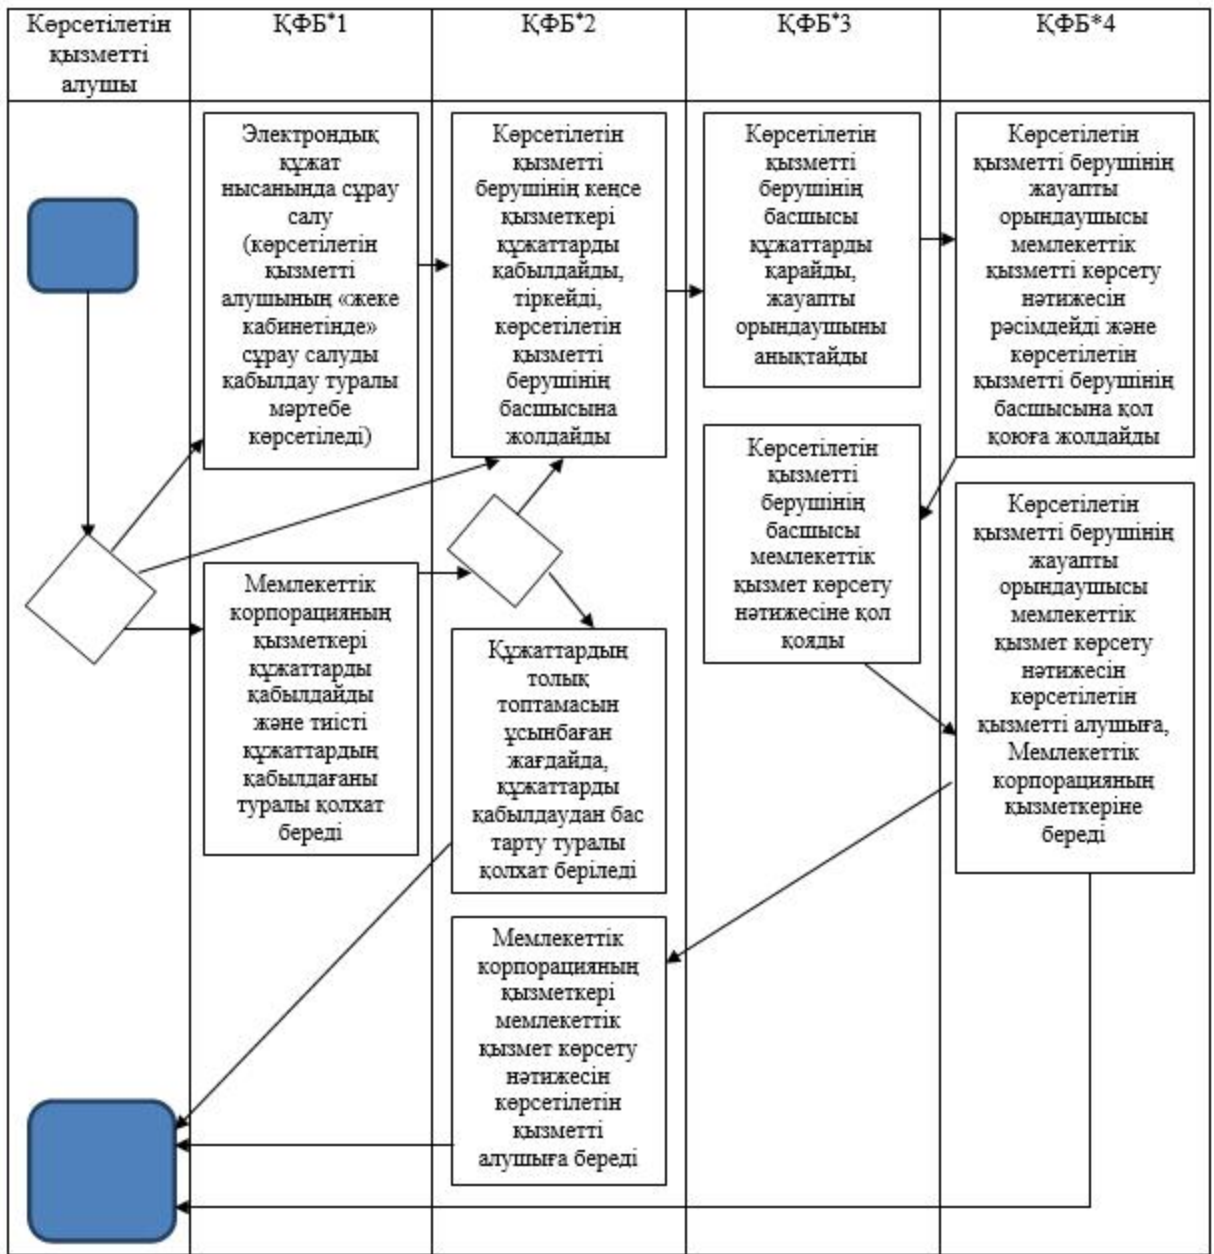 Көрсетілетін
қызметті
алушы
ҚФБ*1
ҚФБ*2
ҚФБ*3
ҚФБ*4
Электрондық
құжат
нысанында сұрау
салу
(көрсетілетін
қызметті
алушының «жеке
кабинетінде»
сұрау салуды
қабылдау туралы
мәртебе
көрсетіледі)
Көрсетілетін
қызметті
берушінің кеңсе
қызметкері
құжаттарды
қабылдайды,
тіркейді,
көрсетілетін
қызметті
берушінің
басшысына
жолдайды
Көрсетілетін
қызметті
берушінің
басшысы
құжаттарды
қарайды,
жауапты
орындаушыны
анықтайды
Көрсетілетін
қызметті берушінің
жауапты
орындаушысы
мемлекеттік
қызметті көрсету
нәтижесін
рәсімдейді және
көрсетілетін
қызметті берушінің
басшысына қол
қоюға жолдайды
Мемлекеттік
корпорацияның
қызметкері
құжаттарды
қабылдайды
және тиісті
құжаттардың
қабылдағаны
туралы қолхат
береді
Құжаттардың
толық
топтамасын
ұсынбаған
жағдайда,
құжаттарды
қабылдаудан бас
тарту туралы
қолхат беріледі
Көрсетілетін
қызметті
берушінің
басшысы
мемлекеттік
қызмет көрсету
нәтижесіне қол
қояды
Көрсетілетін
қызметті берушінің
жауапты
орындаушысы
мемлекеттік
қызмет көрсету
нәтижесін
көрсетілетін
қызметті алушыға,
Мемлекеттік
корпорацияның
қызметкеріне
береді
Мемлекеттік
корпорацияның
қызметкері
мемлекеттік
қызмет көрсету
нәтижесін
көрсетілетін
қызметті
алушыға береді